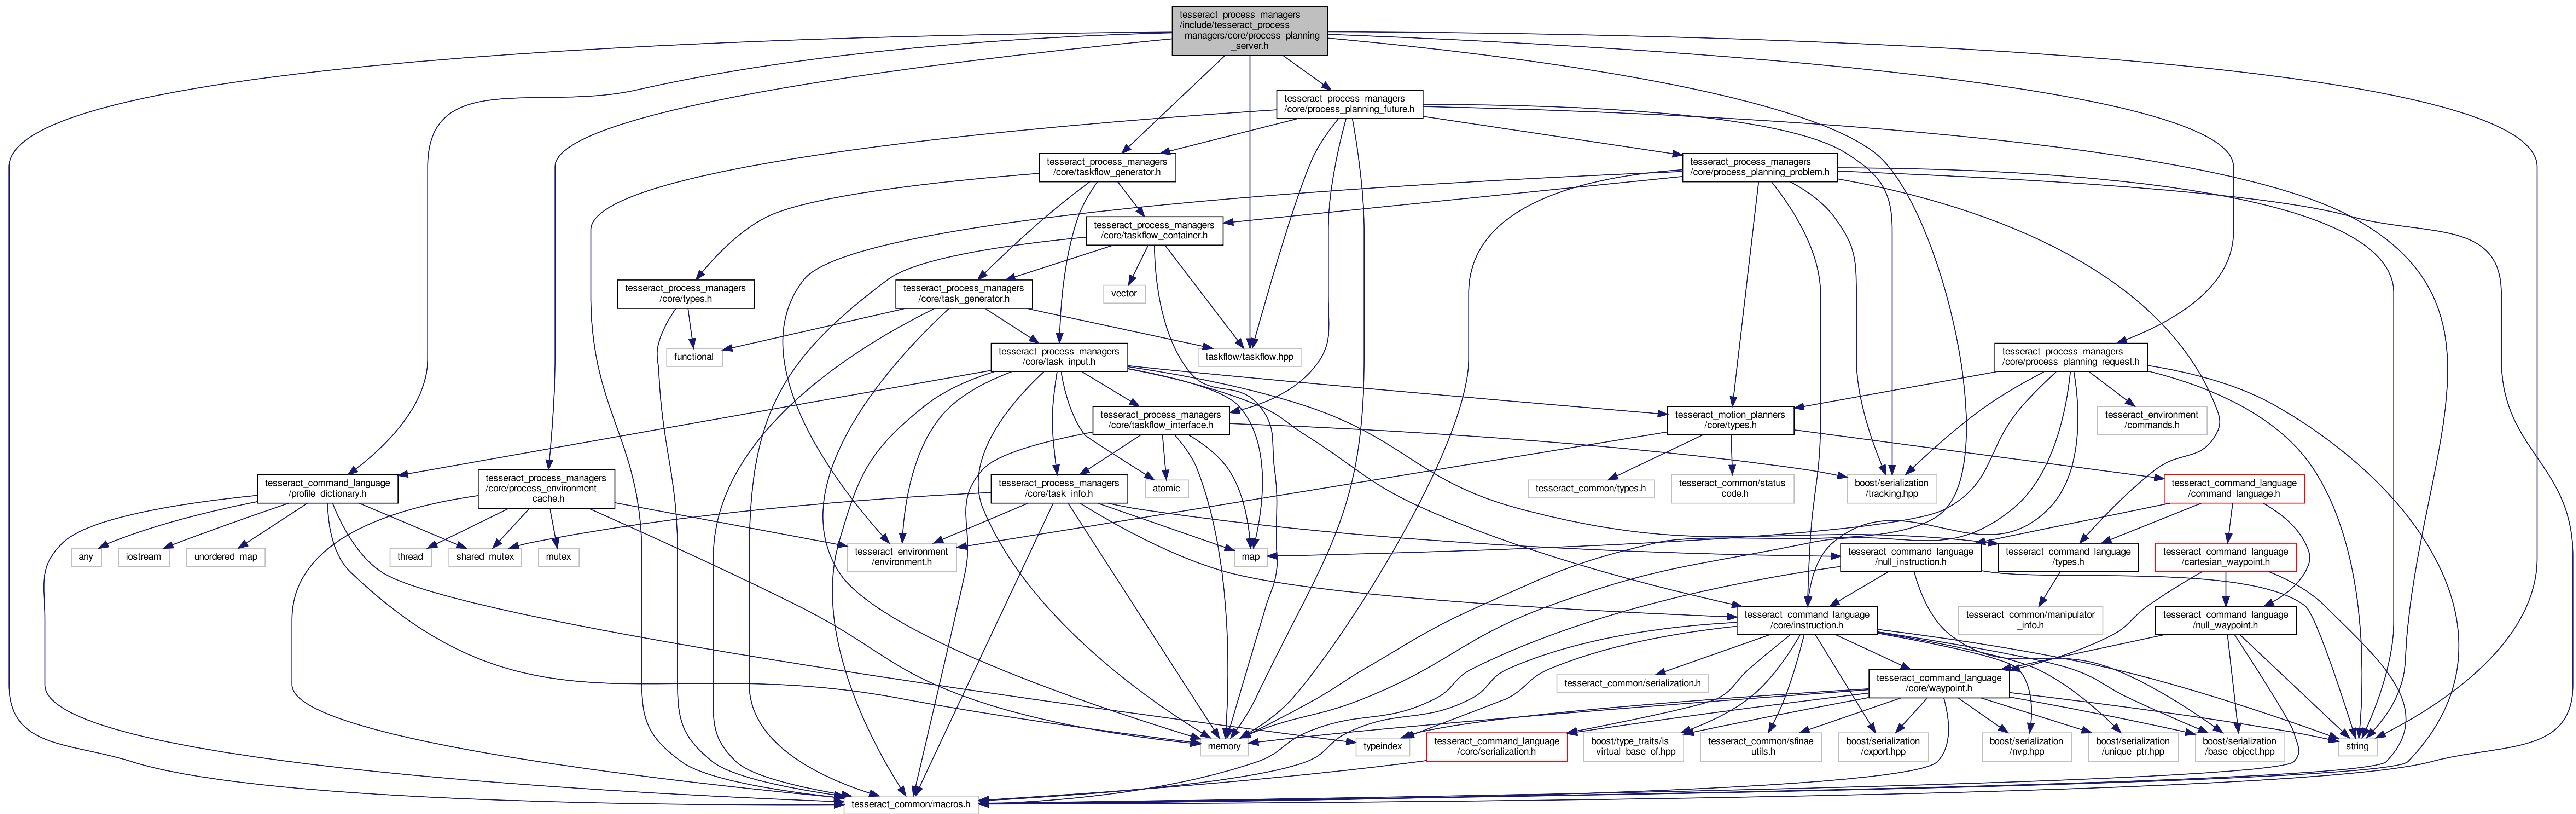 tesseract_process_managers
/include/tesseract_process
_managers/core/process_planning
_server.h
tesseract_process_managers
/core/process_planning_future.h
tesseract_process_managers
/core/taskflow_generator.h
tesseract_process_managers
/core/process_planning_problem.h
tesseract_process_managers
/core/taskflow_container.h
tesseract_process_managers
/core/types.h
tesseract_process_managers
/core/task_generator.h
vector
functional
tesseract_process_managers
/core/task_input.h
taskflow/taskflow.hpp
tesseract_process_managers
/core/process_planning_request.h
tesseract_process_managers
/core/taskflow_interface.h
tesseract_motion_planners
/core/types.h
tesseract_environment
/commands.h
tesseract_command_language
/profile_dictionary.h
tesseract_process_managers
/core/process_environment
_cache.h
tesseract_process_managers
/core/task_info.h
atomic
tesseract_common/types.h
tesseract_common/status
_code.h
boost/serialization
/tracking.hpp
tesseract_command_language
/command_language.h
any
iostream
unordered_map
thread
shared_mutex
mutex
tesseract_environment
/environment.h
map
tesseract_command_language
/null_instruction.h
tesseract_command_language
/types.h
tesseract_command_language
/cartesian_waypoint.h
tesseract_command_language
/core/instruction.h
tesseract_common/manipulator
_info.h
tesseract_command_language
/null_waypoint.h
tesseract_common/serialization.h
tesseract_command_language
/core/waypoint.h
memory
typeindex
tesseract_command_language
/core/serialization.h
boost/type_traits/is
_virtual_base_of.hpp
tesseract_common/sfinae
_utils.h
boost/serialization
/export.hpp
boost/serialization
/nvp.hpp
boost/serialization
/unique_ptr.hpp
boost/serialization
/base_object.hpp
string
tesseract_common/macros.h